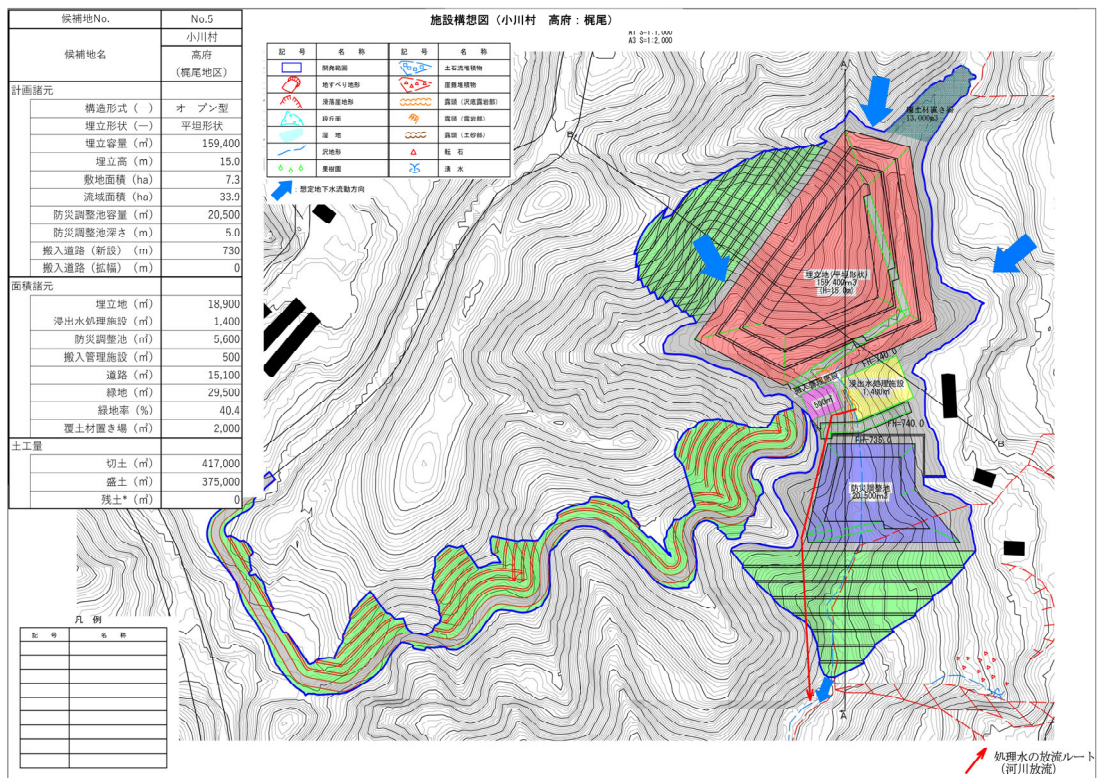 候補地No. No.5
候補地名 小川村
高府
(梶尾地区)
計画諸元
構造形式（ ） オ プン型
埋立形状（―） 平坦形状
埋立容量（㎥） 159,400
埋立高（m） 15.0
敷地面積（ha） 7.3
流域面積（ha） 33.9
防災調整池容量（㎥） 20,500
防災調整池深さ（m） 5.0
搬入道路（新設）（m） 730
搬入道路（拡幅）（m） 0
面積諸元
埋立地（㎡） 18,900
浸出水処理施設（㎡） 1,400
防災調整池（㎡） 5,600
搬入管理施設（㎡） 500
道路（㎡） 15,100
緑地（㎡） 29,500
緑地率（%） 40.4
覆土材置き場（㎡） 2,000
土工量
切土（㎥） 417,000
盛土（㎥） 375,000
残土*（㎥） 0
施設構想図（小川村 高府：梶尾）
A1 S=1:1,000
A3 S=1:2,000
記 号 名 称 記 号 名 称
開発範囲 土石流堆積物
地すべり地形 崖錐堆積物
滑落崖地形 露頭（沢底露岩部）
段丘面 露頭（露岩部）
湿 地 露頭（土砂部）
沢地形 転 石
果樹園 湧 水
：想定地下水流動方向
A
B
覆土材置き場
13,000m3
埋立地(平坦形状)
159,400m3
(H=15.0m)
FH=740.0
搬入管理施設
500㎡
浸出水処理施設
1,400㎡
FH=740.0
B
FH=735.0
防災調整池
20,500m3
A
凡 例
記 号 名 称
処理水の放流ルート
（河川放流）